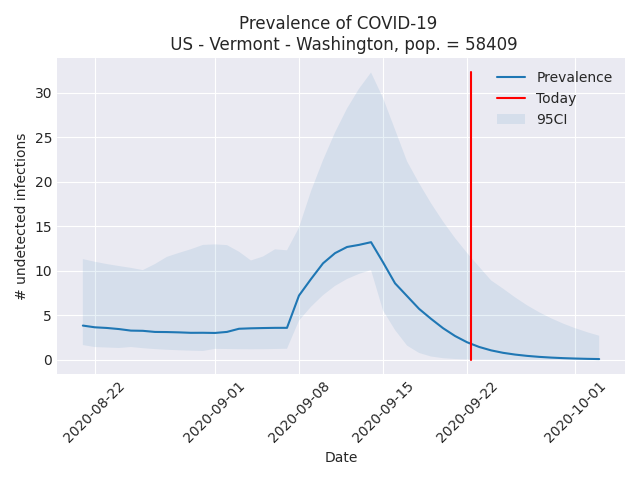 Prevalence of COVID-19
US - Vermont - Washington, pop. = 58409
Prevalence
Today
95CI
30
25
20
15
10
5
0
# undetected infections
2020-08-22
2020-09-01
2020-09-08
2020-09-15
2020-09-22
2020-10-01
Date